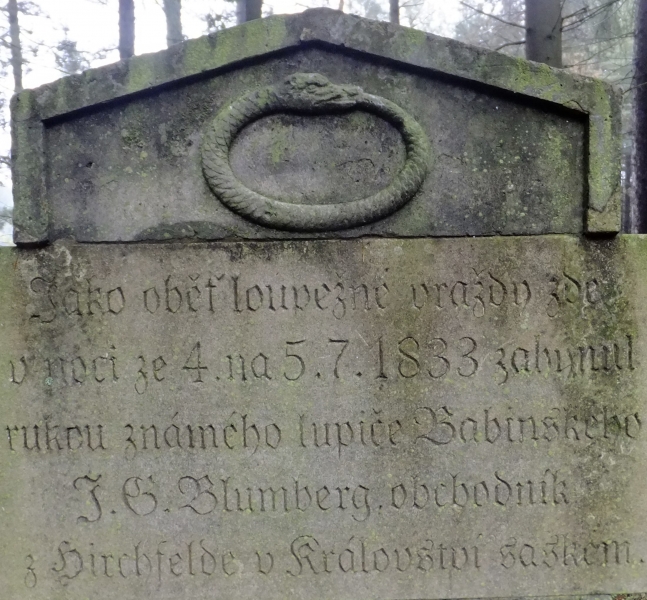 Jako oběť loupežné vraždy zde
v noci ze 4. na 5.7.1833 zahynul
rukou známého lupiče Babinského
J. G. Blumberg, obchodník
z Hirchfelde v Království saském.